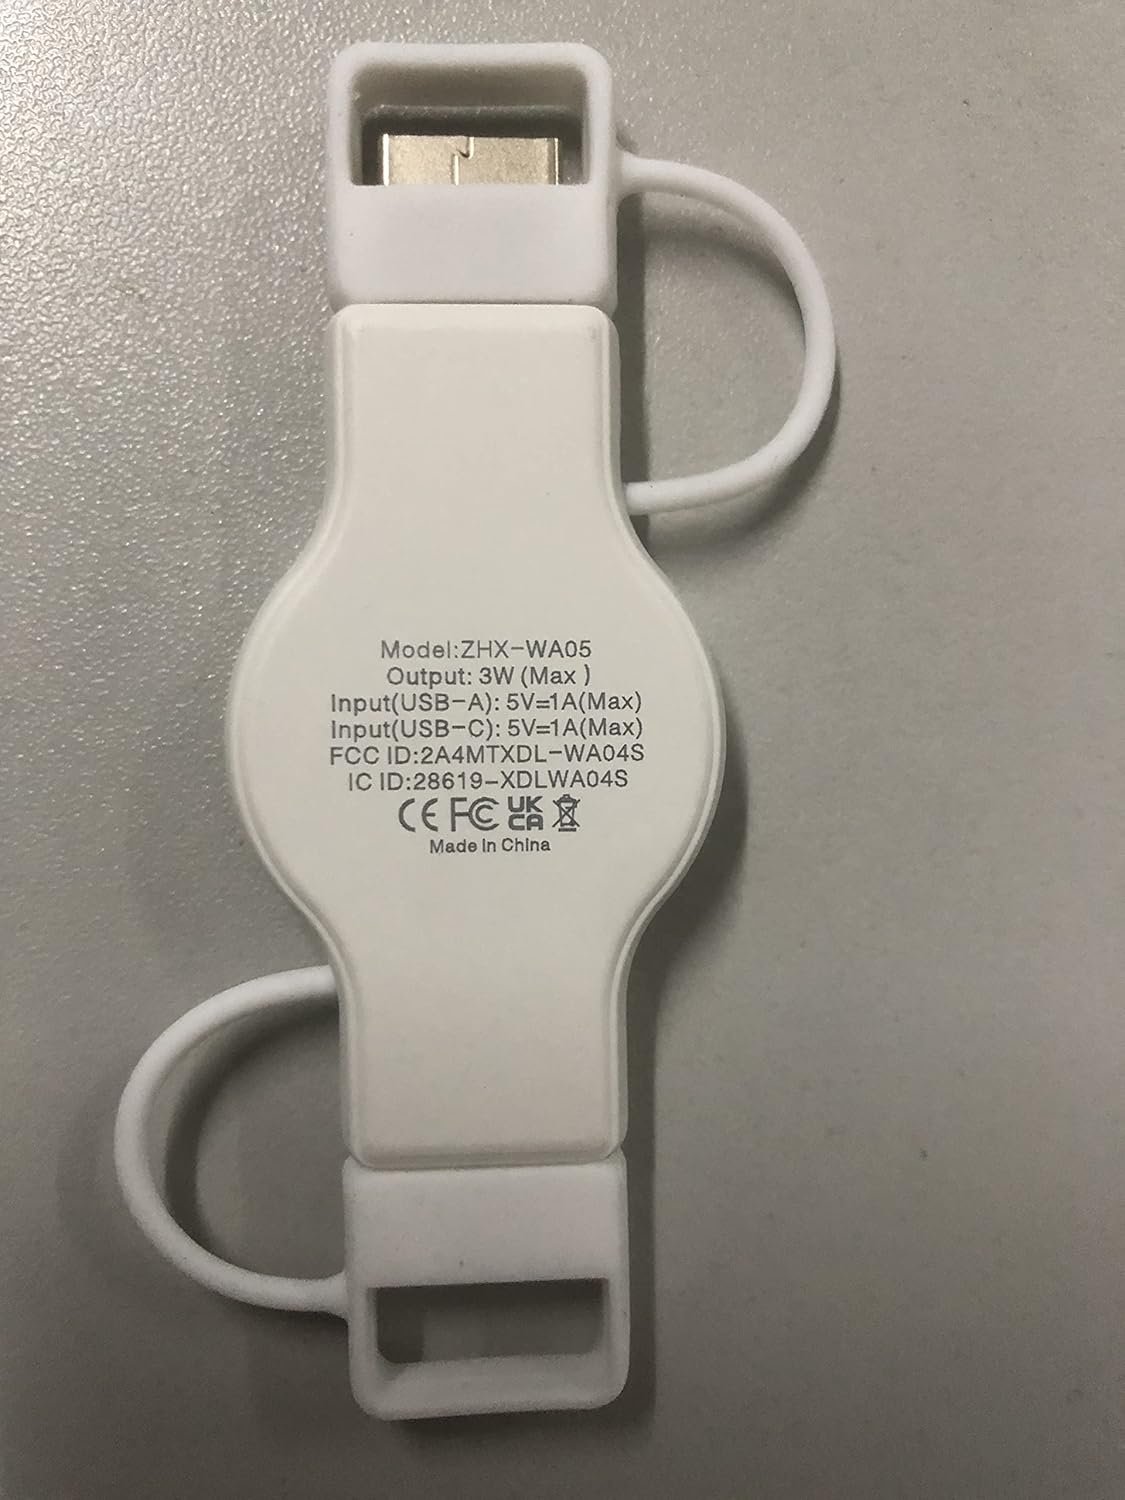 Model:ZHX-WA05
Output: 3W (Max )
Input(USB-A): 5V=1A(Max)
Input(USB-C): 5V=1A(Max)
FCC ID:2A4MTXDL-WA04S
IC ID:28619-XDLWA04S
CE FC UK CA
Made In China